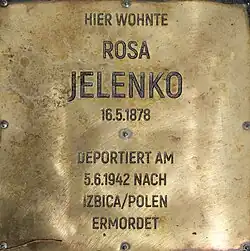 HIER WOHNTE
ROSA
JELENKO
16.5.1878
DEPORTIERT AM
5.6.1942 NACH
IZBICA/POLEN
ERMORDET